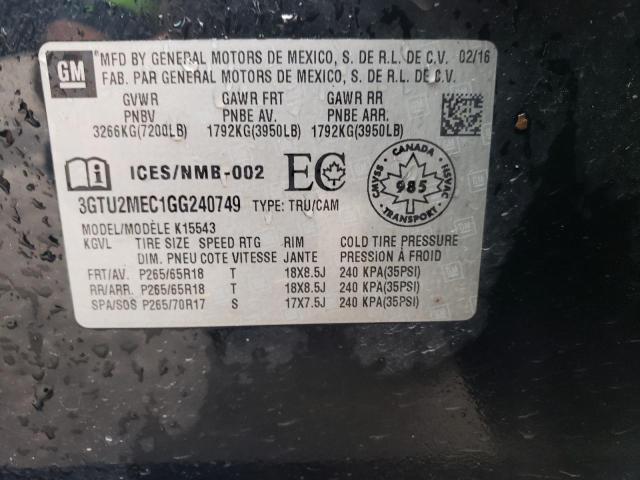 GM
MFD BY GENERAL MOTORS DE MEXICO, S. DE R.L. DE C.V. 02/16
FAB. PAR GENERAL MOTORS DE MEXICO, S. DE R.L. DE C.V.
GVWR GAWR FRT GAWR RR
PNBV PNBE AV. PNBE ARR.
3266KG(7200LB) 1792KG(3950LB) 1792KG(3950LB)
ICES/NMB-002 EC
CANADA CMVSS 985 NSVAC TRANSPORT
3GTU2MEC1GG240749 TYPE: TRU/CAM
MODEL/MODÈLE K15543
KGVL TIRE SIZE SPEED RTG RIM COLD TIRE PRESSURE
DIM. PNEU COTE VITESSE JANTE PRESSION À FROID
FRT/AV. P265/65R18 T 18X8.5J 240 KPA(35PSI)
RR/ARR. P265/65R18 T 18X8.5J 240 KPA(35PSI)
SPA/SDS P265/70R17 S 17X7.5J 240 KPA(35PSI)